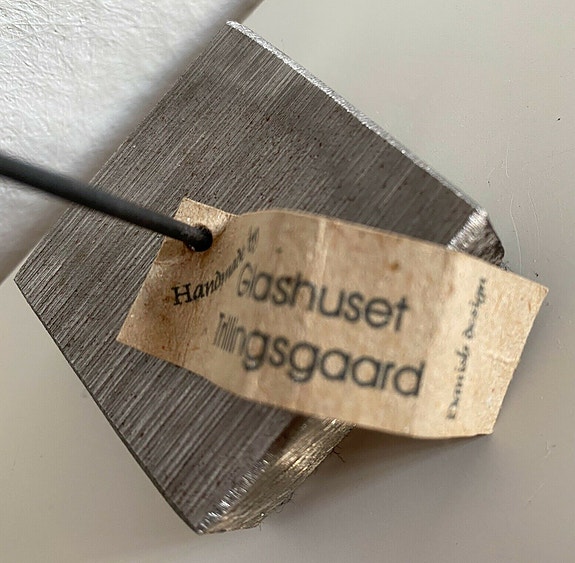 Handmade by
Glashuset
Trillingsgaard
Danish Design